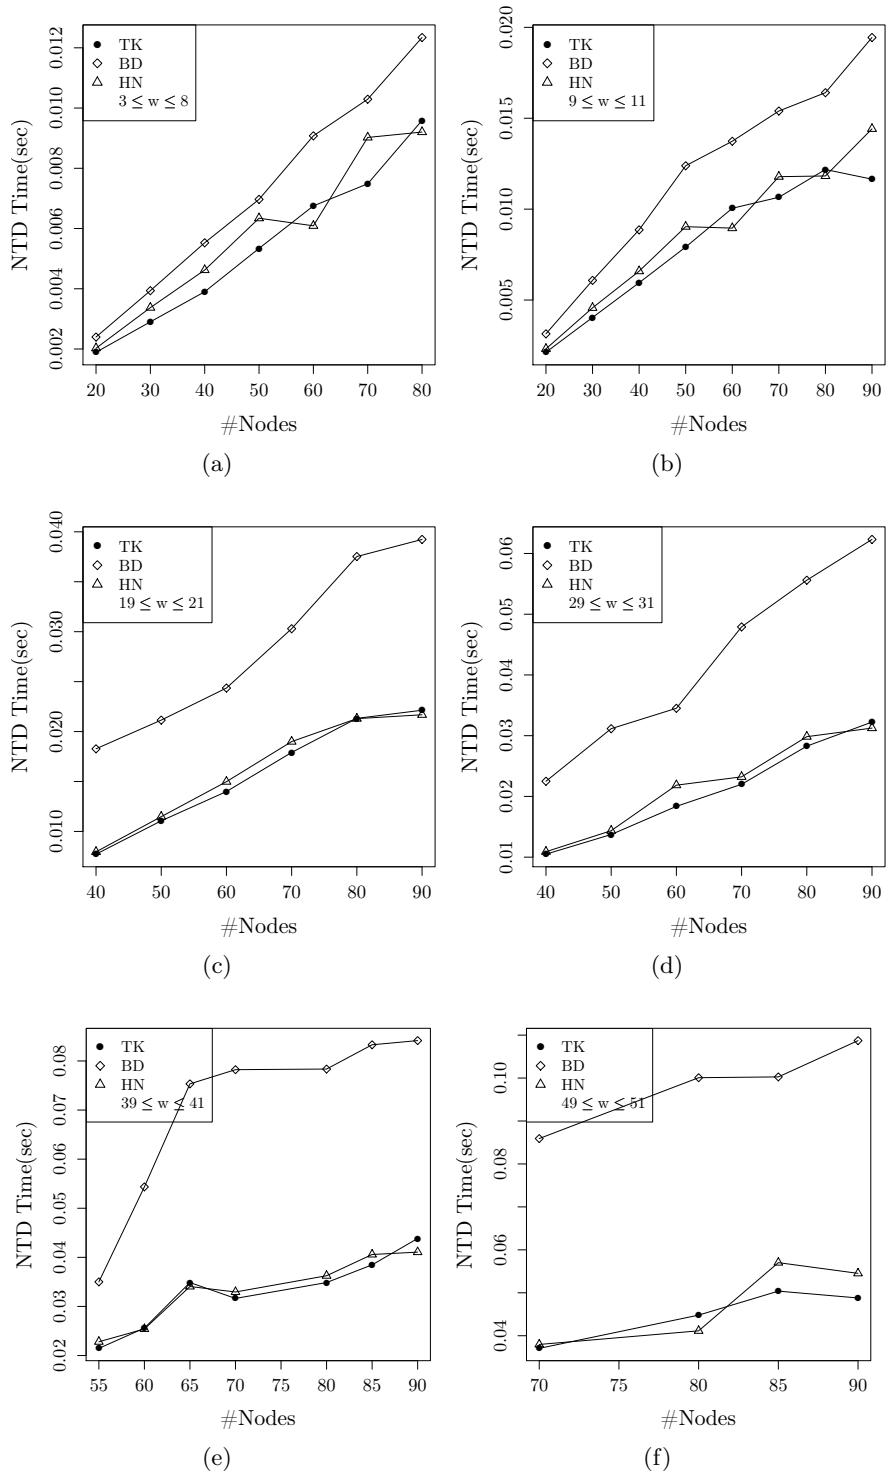 TK
BD
HN
3 ≤ w ≤ 8
NTD Time(sec)
0.002 0.004 0.006 0.008 0.010 0.012
20 30 40 50 60 70 80
#Nodes
(a)
TK
BD
HN
9 ≤ w ≤ 11
NTD Time(sec)
0.005 0.010 0.015 0.020
20 30 40 50 60 70 80 90
#Nodes
(b)
TK
BD
HN
19 ≤ w ≤ 21
NTD Time(sec)
0.010 0.020 0.030 0.040
40 50 60 70 80 90
#Nodes
(c)
TK
BD
HN
29 ≤ w ≤ 31
NTD Time(sec)
0.01 0.02 0.03 0.04 0.05 0.06
40 50 60 70 80 90
#Nodes
(d)
TK
BD
HN
39 ≤ w ≤ 41
NTD Time(sec)
0.02 0.03 0.04 0.05 0.06 0.07 0.08
55 60 65 70 75 80 85 90
#Nodes
(e)
TK
BD
HN
49 ≤ w ≤ 51
NTD Time(sec)
0.04 0.06 0.08 0.10
70 75 80 85 90
#Nodes
(f)